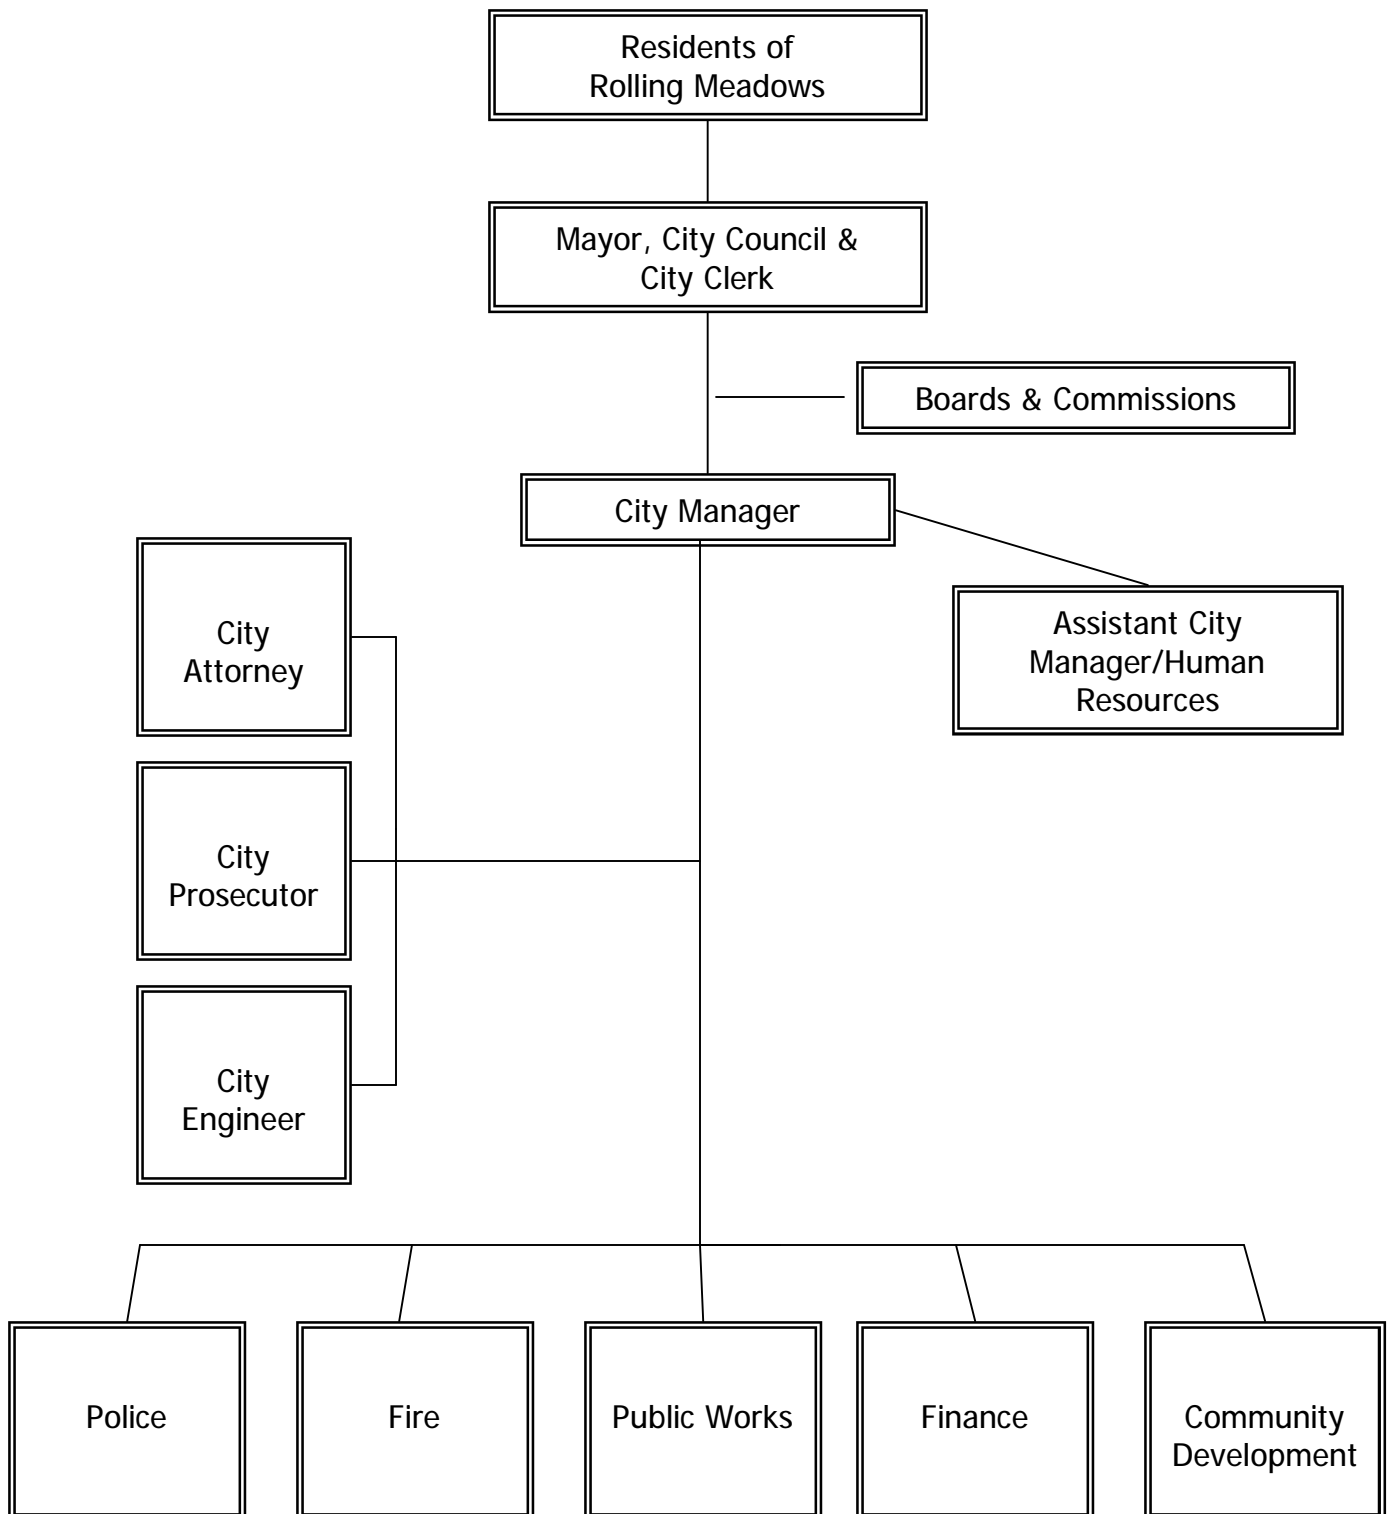 Residents of
Rolling Meadows
Mayor, City Council &
City Clerk
Boards & Commissions
City Manager
Assistant City
Manager/Human
Resources
City
Attorney
City
Prosecutor
City
Engineer
Police
Fire
Public Works
Finance
Community
Development